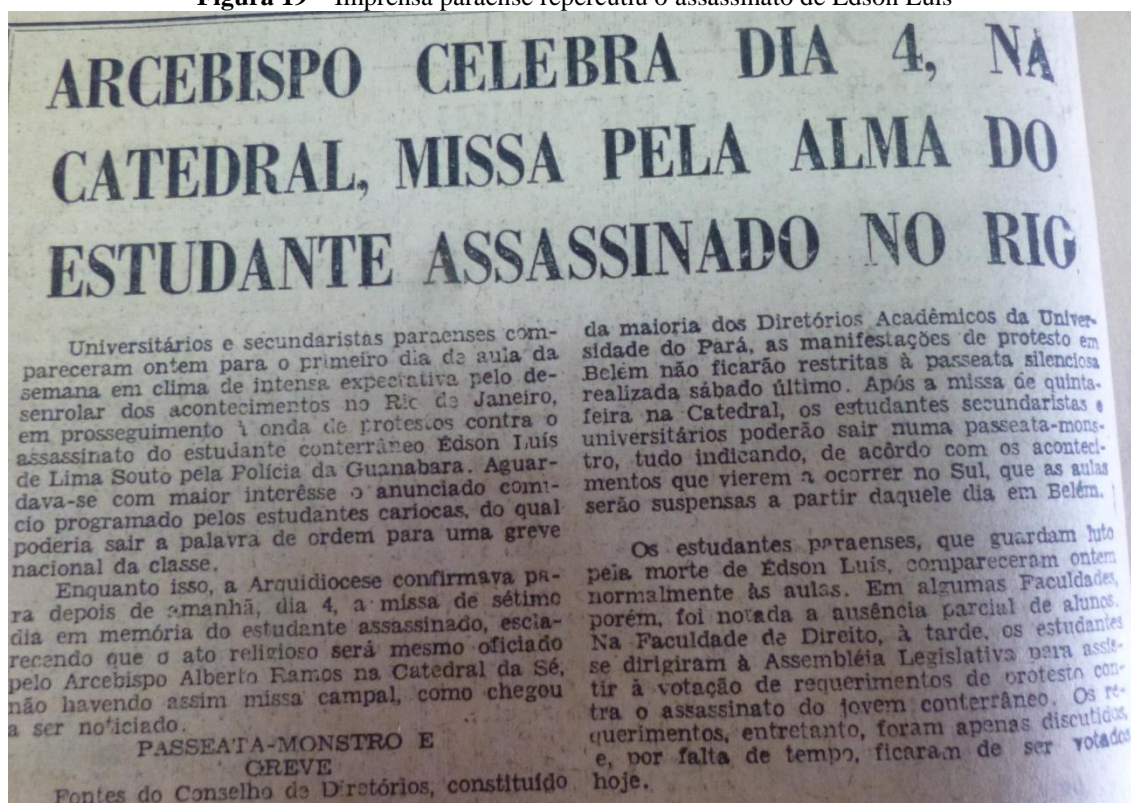 Figura 19 – Imprensa paraense repercutiu o assassinato de Edson Luís
ARCEBISPO CELEBRA DIA 4, NA
CATEDRAL, MISSA PELA ALMA DO
ESTUDANTE ASSASSINADO NO RIO
Universitários e secundaristas paraenses com-
pareceram ontem para o primeiro dia de aula da
semana em clima de intensa expectativa pelo de-
senrolar dos acontecimentos no Rio de Janeiro,
em prosseguimento à onda de protestos contra o
assassinato do estudante conterrâneo Édson Luís
de Lima Souto pela Polícia da Guanabara. Aguar-
dava-se com maior interêsse o anunciado comí-
cio programado pelos estudantes cariocas, do qual
poderia sair a palavra de ordem para uma greve
nacional da classe.
Enquanto isso, a Arquidiocese confirmava pa-
ra depois de amanhã, dia 4, a missa de sétimo
dia em memória do estudante assassinado, escla-
recendo que o ato religioso será mesmo oficiado
pelo Arcebispo Alberto Ramos na Catedral da Sé,
não havendo assim missa campal, como chegou
a ser noticiado.
PASSEATA-MONSTRO E
GREVE
Fontes do Conselho de Diretórios, constituído
da maioria dos Diretórios Acadêmicos da Univer-
sidade do Pará, as manifestações de protesto em
Belém não ficarão restritas à passeata silenciosa
realizada sábado último. Após a missa de quinta-
feira na Catedral, os estudantes secundaristas e
universitários poderão sair numa passeata-mons-
tro, tudo indicando, de acôrdo com os aconteci-
mentos que vierem a ocorrer no Sul, que as aulas
serão suspensas a partir daquele dia em Belém.
Os estudantes paraenses, que guardam luto
pela morte de Édson Luís, compareceram ontem
normalmente às aulas. Em algumas Faculdades,
porém, foi notada a ausência parcial de alunos.
Na Faculdade de Direito, à tarde, os estudantes
se dirigiram à Assembléia Legislativa para assis-
tir à votação de requerimentos de protesto con-
tra o assassinato do jovem conterrâneo. Os re-
querimentos, entretanto, foram apenas discutidos,
e, por falta de tempo, ficaram de ser votados
hoje.